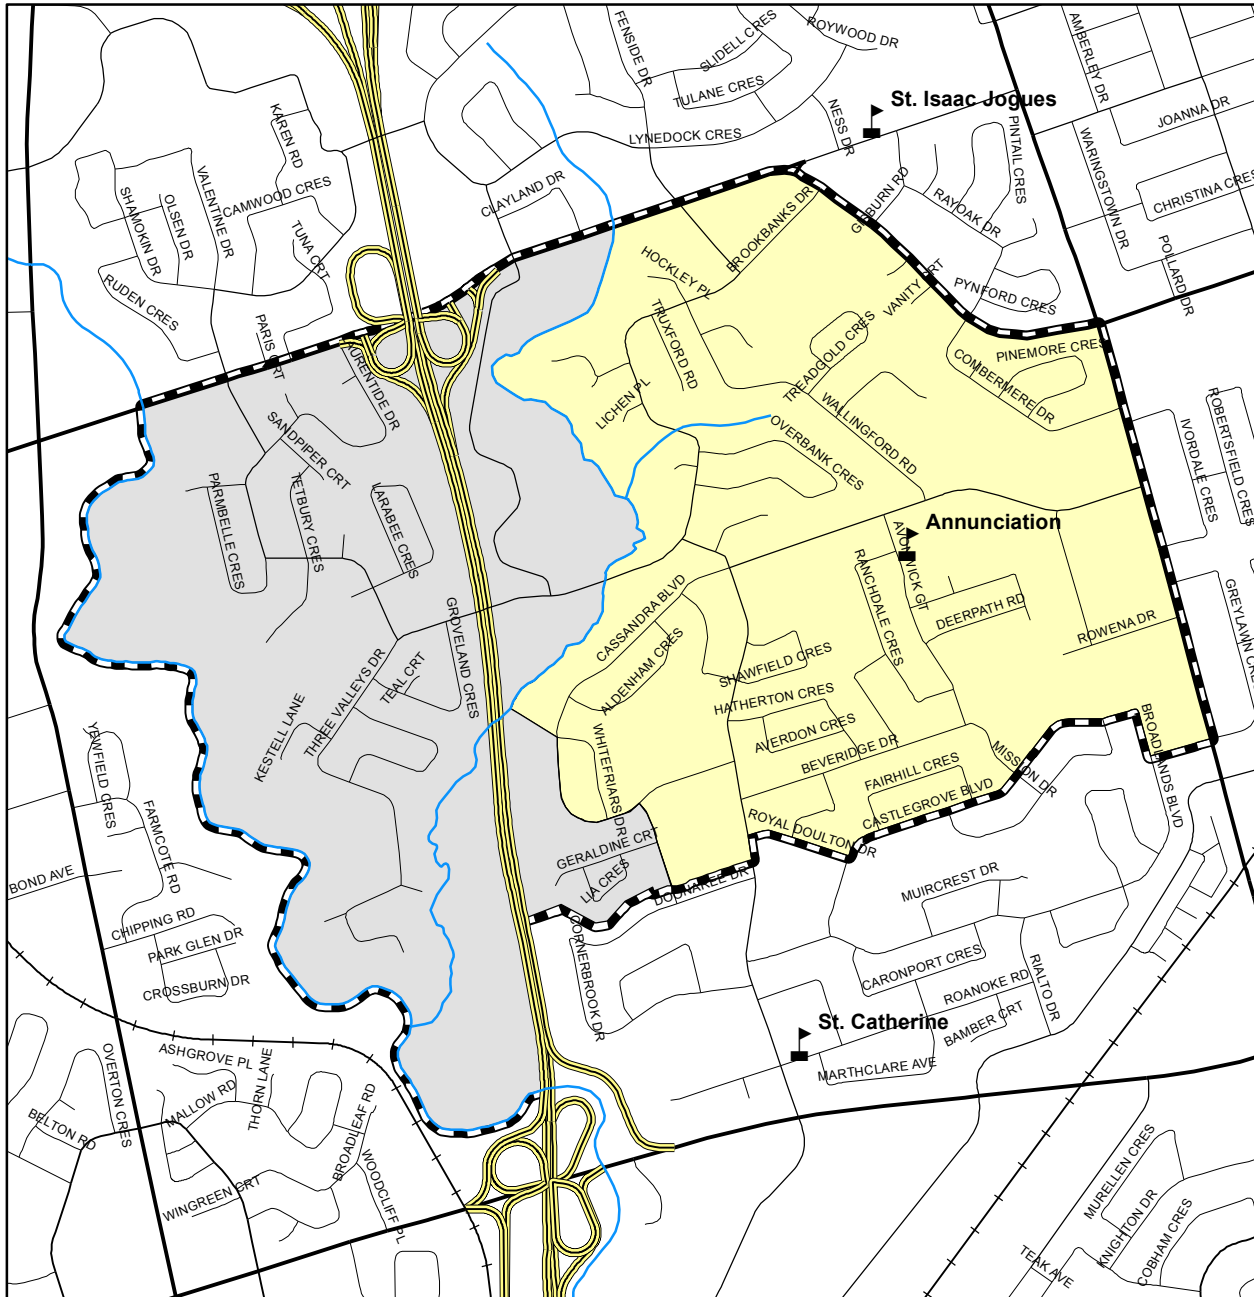 FENSIDE DR
SLIDELL CRES
ROYWOOD DR
AMBERLEY DR
TULANE CRES
St. Isaac Jogues
NESS DR
JOANNA DR
KAREN RD
LYNEDOCK CRES
PINTAIL CRES
WARINGSTOWN DR
VALENTINE DR
CAMWOOD CRES
CLAYLAND DR
OLSEN DR
SHAMOKIN DR
RAYOAK DR
CHRISTINA CRES
TUNA CRT
BROOKBANKS DR
HOCKLEY PL
POLLARD DR
RUDEN CRES
VANITY CRT
PYNFORD CRES
PARIS CRT
LAURENTIDE DR
TRUXFORD RD
TREADGOLD CRES
PINEMORE CRES
COMBERMERE DR
LICHEN PL
WALLINGFORD RD
ROBERTSFIELD CRES
IVORDALE CRES
SANDPIPER CRT
OVERBANK CRES
PARMBELLE CRES
TETBURY CRES
KARABEE CRES
Annunciation
AVONWICK GT
RANCHDALE CRES
DEERPATH RD
GREYLAWN CRES
CASSANDRA BLVD
GROVELAND CRES
ROWENA DR
ALDENHAM CRES
SHAWFIELD CRES
THREE VALLEYS DR
TEAL CRT
HATHERTON CRES
KESTELL LANE
AVERDON CRES
WHITEFRIARS DR
BEVERIDGE DR
BROADLANDS BLVD
YEWFIELD CRES
MISSION DR
FAIRHILL CRES
CASTLEGROVE BLVD
FARMCOTE RD
ROYAL DOULTON DR
GERALDINE CRT
BOND AVE
LIA CRES
MUIRCREST DR
CHIPPING RD
CORNERBROOK DR
PARK GLEN DR
CARONPORT CRES
CROSSBURN DR
ROANOKE RD
RIALTO DR
St. Catherine
BAMBER CRT
OVERTON CRES
ASHGROVE PL
MARTHCLARE AVE
THORN LANE
MALLOW RD
BROADLEAF RD
BELTON RD
WOODCLIFF PL
MURELLEN CRES
WINGREEN CRT
KNIGHTON DR
COBHAM CRES
TEAK AVE